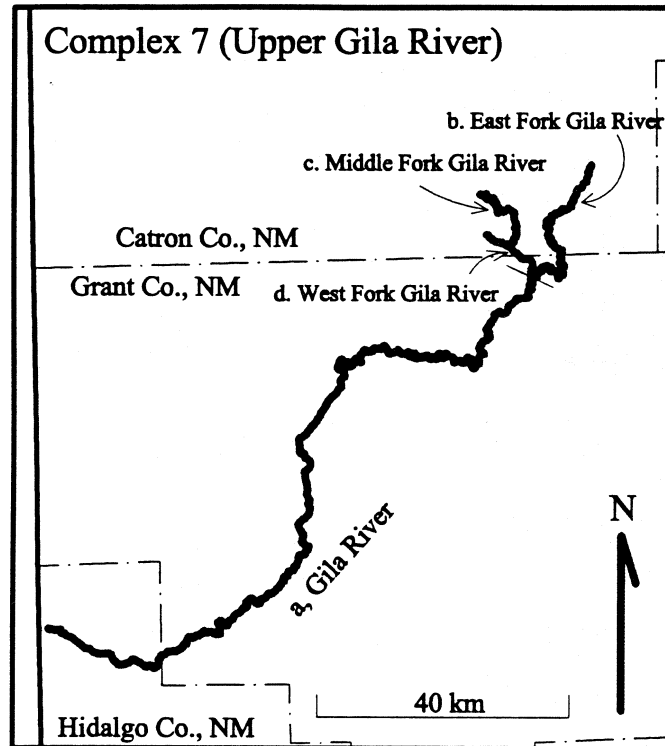 Complex 7 (Upper Gila River)
b. East Fork Gila River
c. Middle Fork Gila River
Catron Co., NM
Grant Co., NM
d. West Fork Gila River
a, Gila River
N
40 km
Hidalgo Co., NM